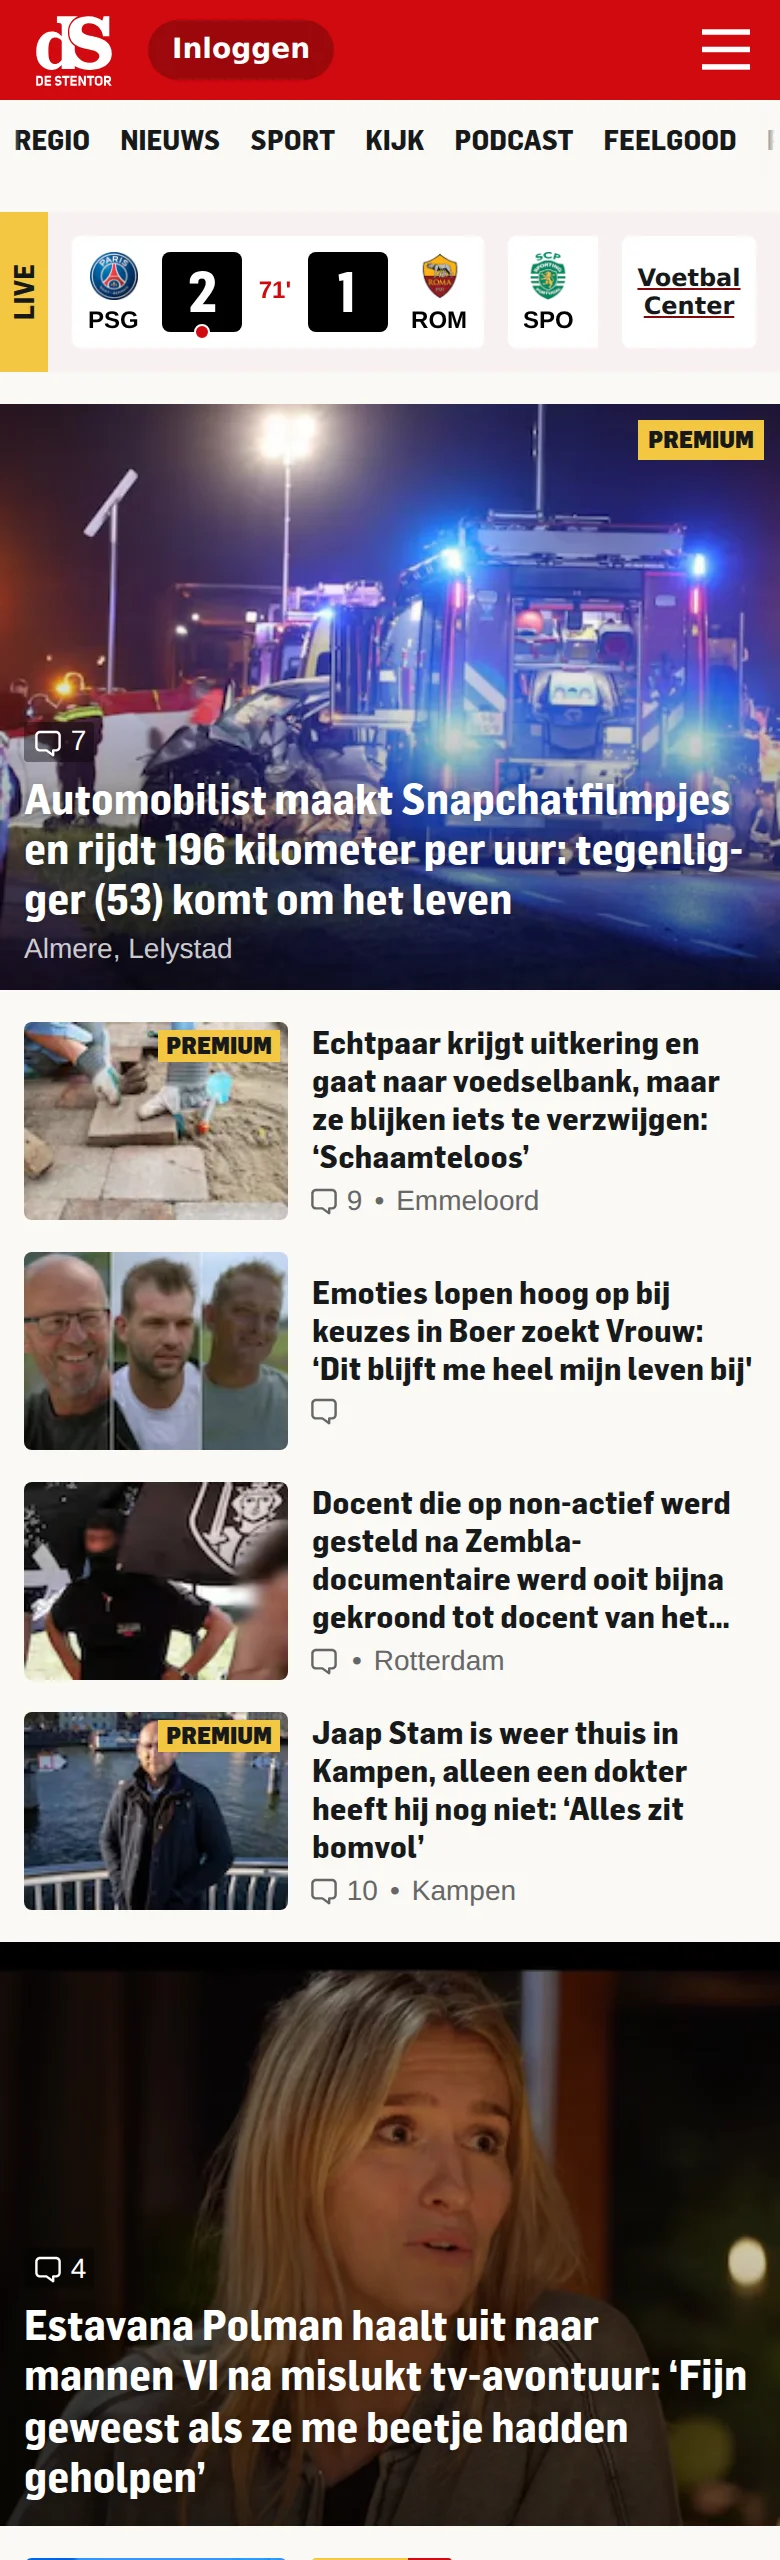 dS
DE STENTOR
Inloggen
REGIO NIEUWS SPORT KIJK PODCAST FEELGOOD
LIVE
PARIS
PSG
2
71'
1
ROMA
ROM
SCP
SPO
Voetbal
Center
PREMIUM
7
Automobilist maakt Snapchatfilmpjes
en rijdt 196 kilometer per uur: tegenlig-
ger (53) komt om het leven
Almere, Lelystad
PREMIUM
Echtpaar krijgt uitkering en
gaat naar voedselbank, maar
ze blijken iets te verzwijgen:
‘Schaamteloos’
9 • Emmeloord
Emoties lopen hoog op bij
keuzes in Boer zoekt Vrouw:
‘Dit blijft me heel mijn leven bij'
Docent die op non-actief werd
gesteld na Zembla-
documentaire werd ooit bijna
gekroond tot docent van het...
• Rotterdam
PREMIUM
Jaap Stam is weer thuis in
Kampen, alleen een dokter
heeft hij nog niet: ‘Alles zit
bomvol’
10 • Kampen
4
Estavana Polman haalt uit naar
mannen VI na mislukt tv-avontuur: ‘Fijn
geweest als ze me beetje hadden
geholpen’